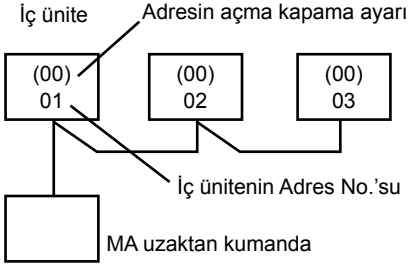 İç ünite
Adresin açma kapama ayarı
(00)
01
(00)
02
(00)
03
İç ünitenin Adres No.'su
MA uzaktan kumanda